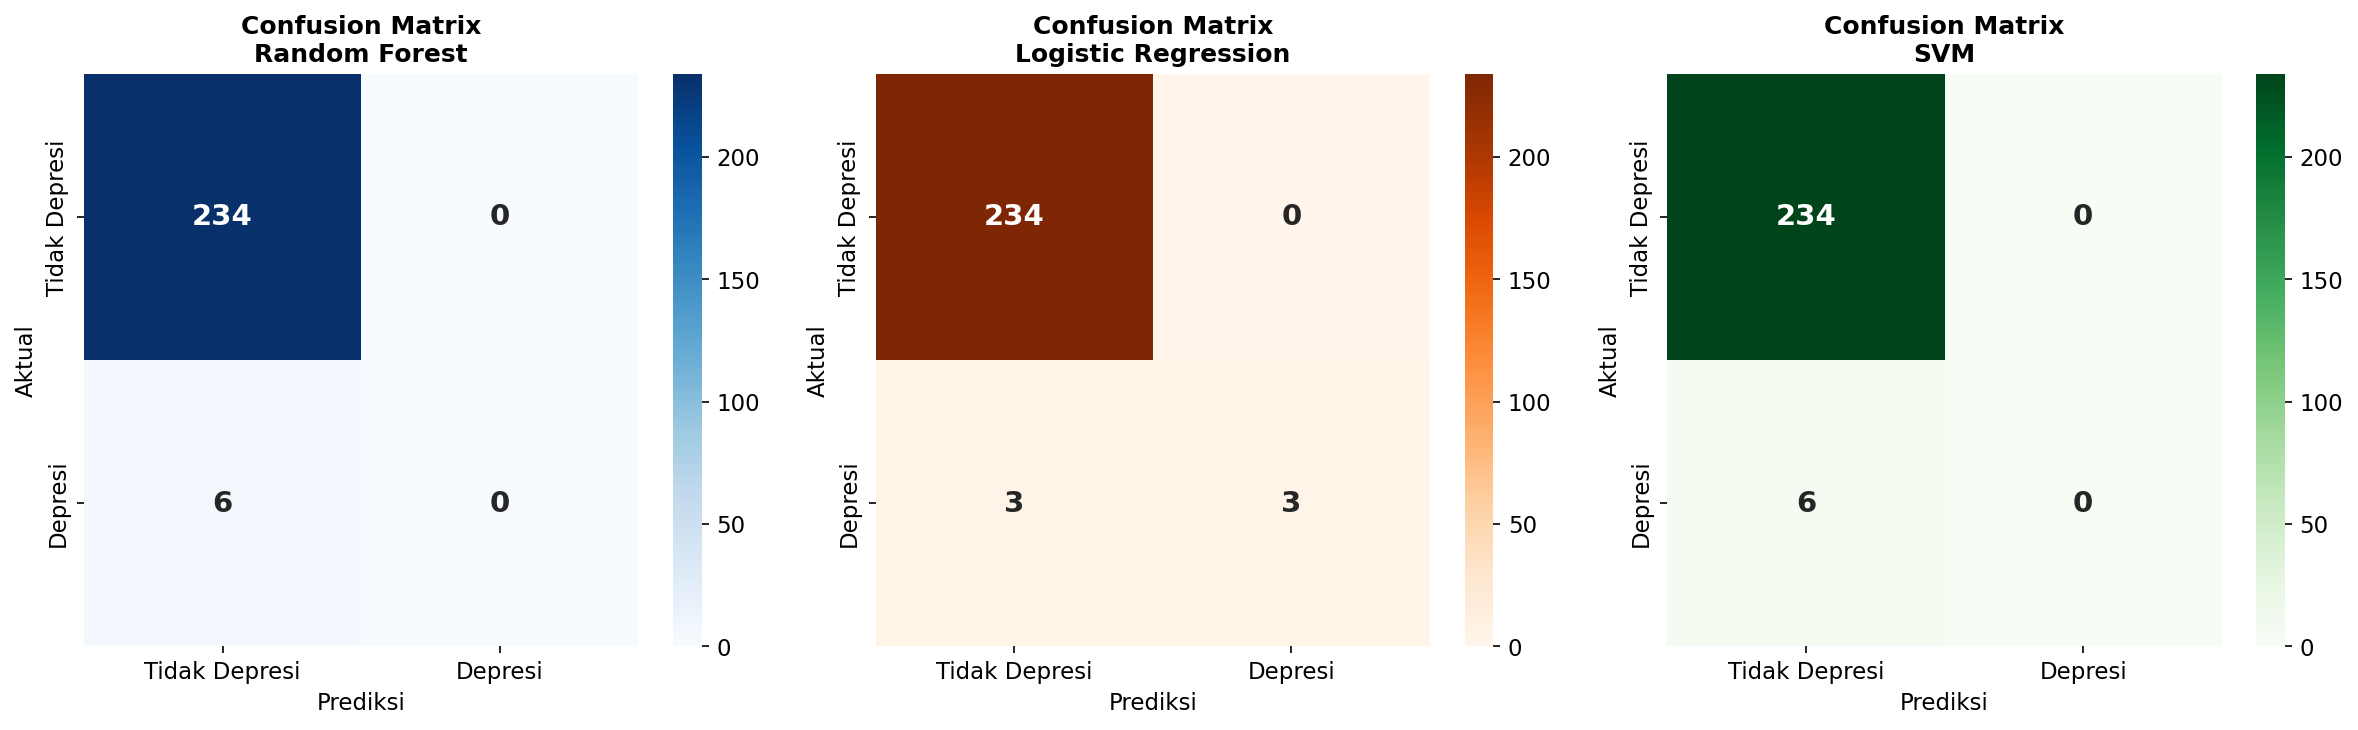 Confusion Matrix
Random Forest
Aktual
Tidak Depresi
Depresi
234
0
6
0
Tidak Depresi
Depresi
Prediksi
200
150
100
50
0
Confusion Matrix
Logistic Regression
Aktual
Tidak Depresi
Depresi
234
0
3
3
Tidak Depresi
Depresi
Prediksi
200
150
100
50
0
Confusion Matrix
SVM
Aktual
Tidak Depresi
Depresi
234
0
6
0
Tidak Depresi
Depresi
Prediksi
200
150
100
50
0